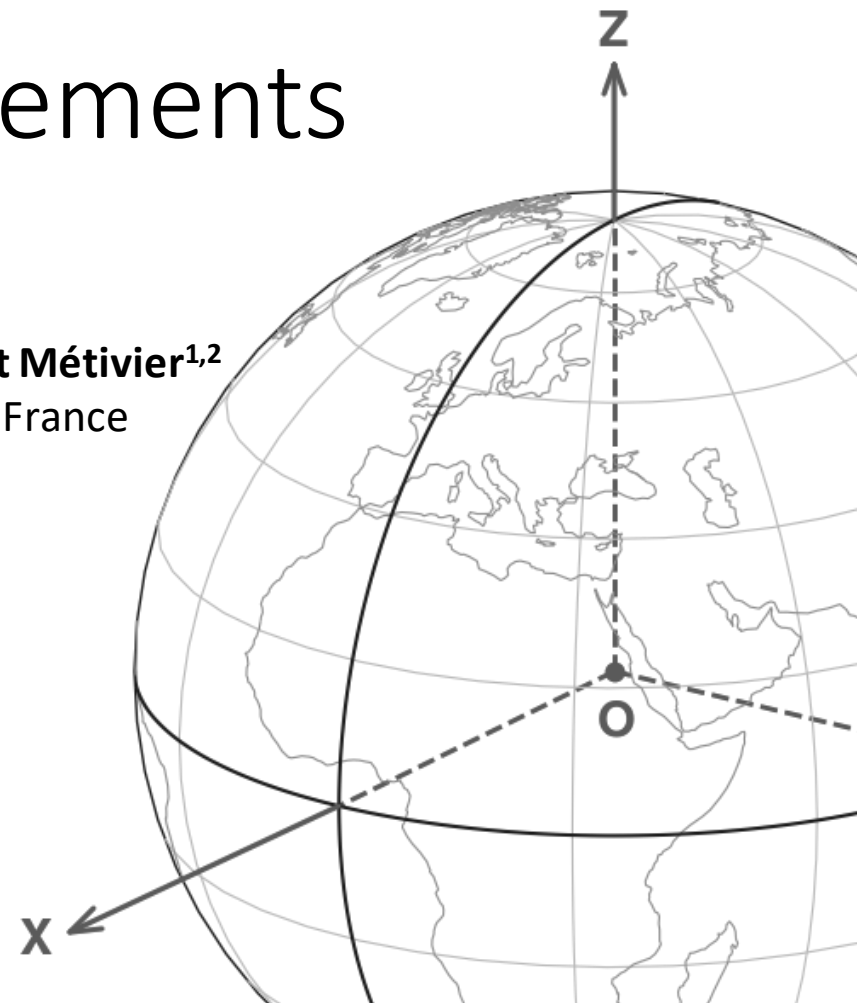 Z
ements
t Métivier1,2
France
O
X